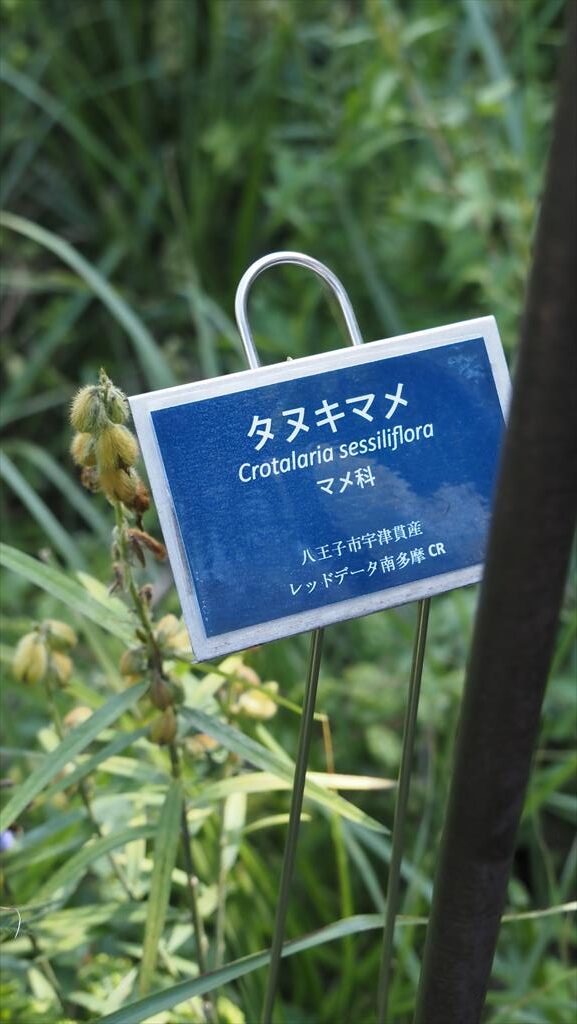 タヌキマメ
Crotalaria sessiliflora
マメ科
八王子市宇津貫産
レッドデータ南多摩 CR